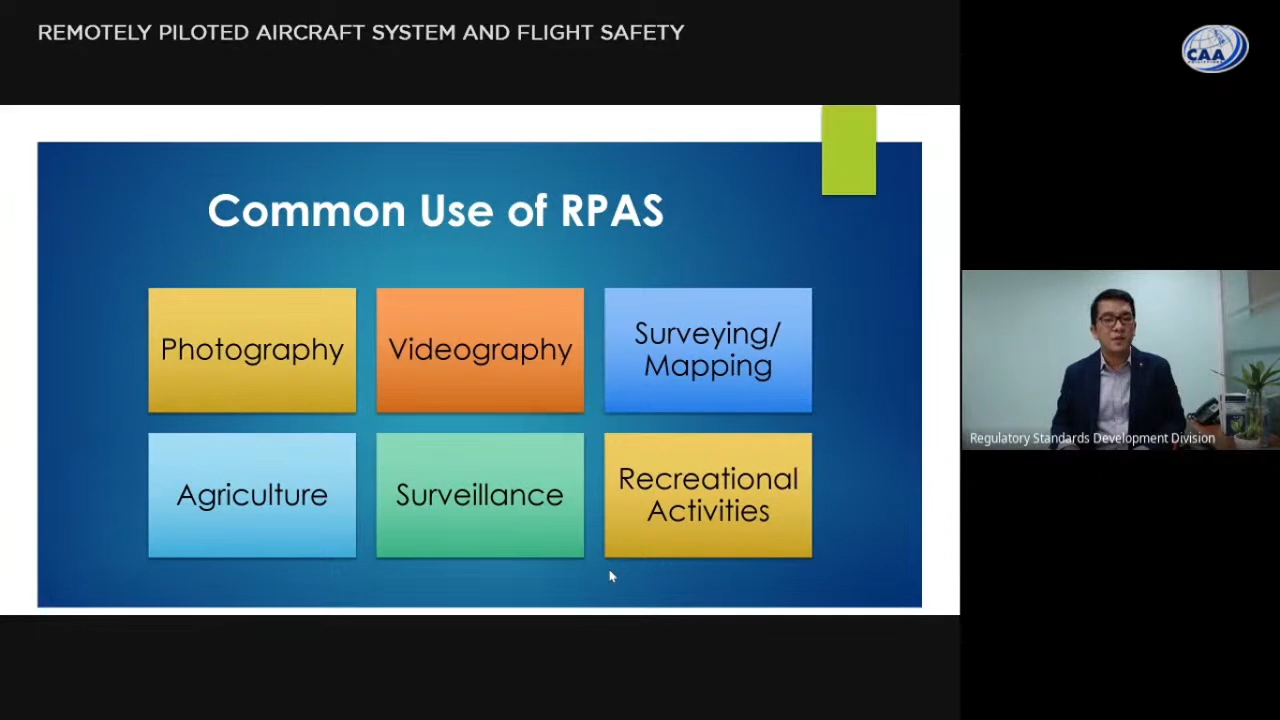 REMOTELY PILOTED AIRCRAFT SYSTEM AND FLIGHT SAFETY
CAA
Common Use of RPAS
Photography
Videography
Surveying/
Mapping
Agriculture
Surveillance
Recreational
Activities
Regulatory Standards Development Division